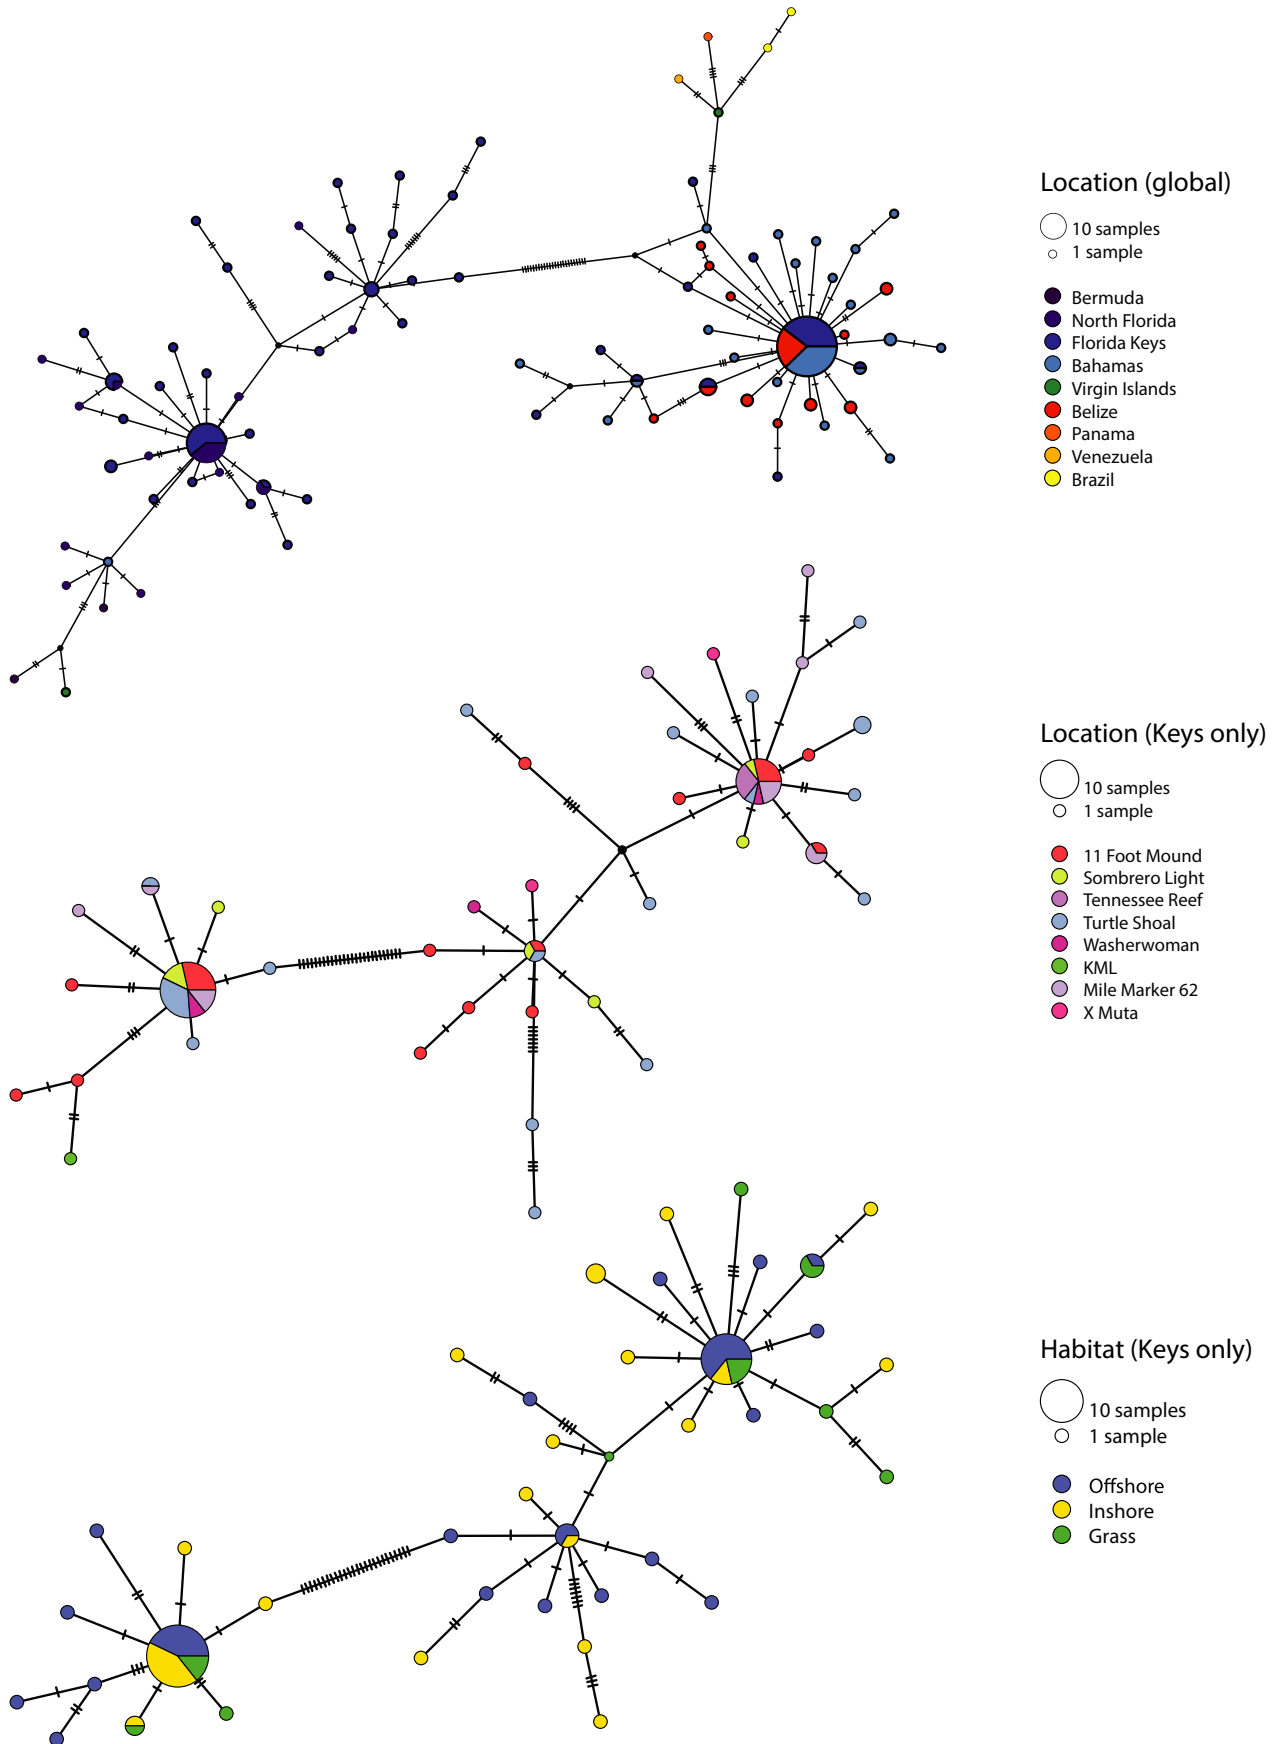 Location (global)
10 samples
1 sample
Bermuda
North Florida
Florida Keys
Bahamas
Virgin Islands
Belize
Panama
Venezuela
Brazil
Location (Keys only)
10 samples
1 sample
11 Foot Mound
Sombrero Light
Tennessee Reef
Turtle Shoal
Washerwoman
KML
Mile Marker 62
X Muta
Habitat (Keys only)
10 samples
1 sample
Offshore
Inshore
Grass